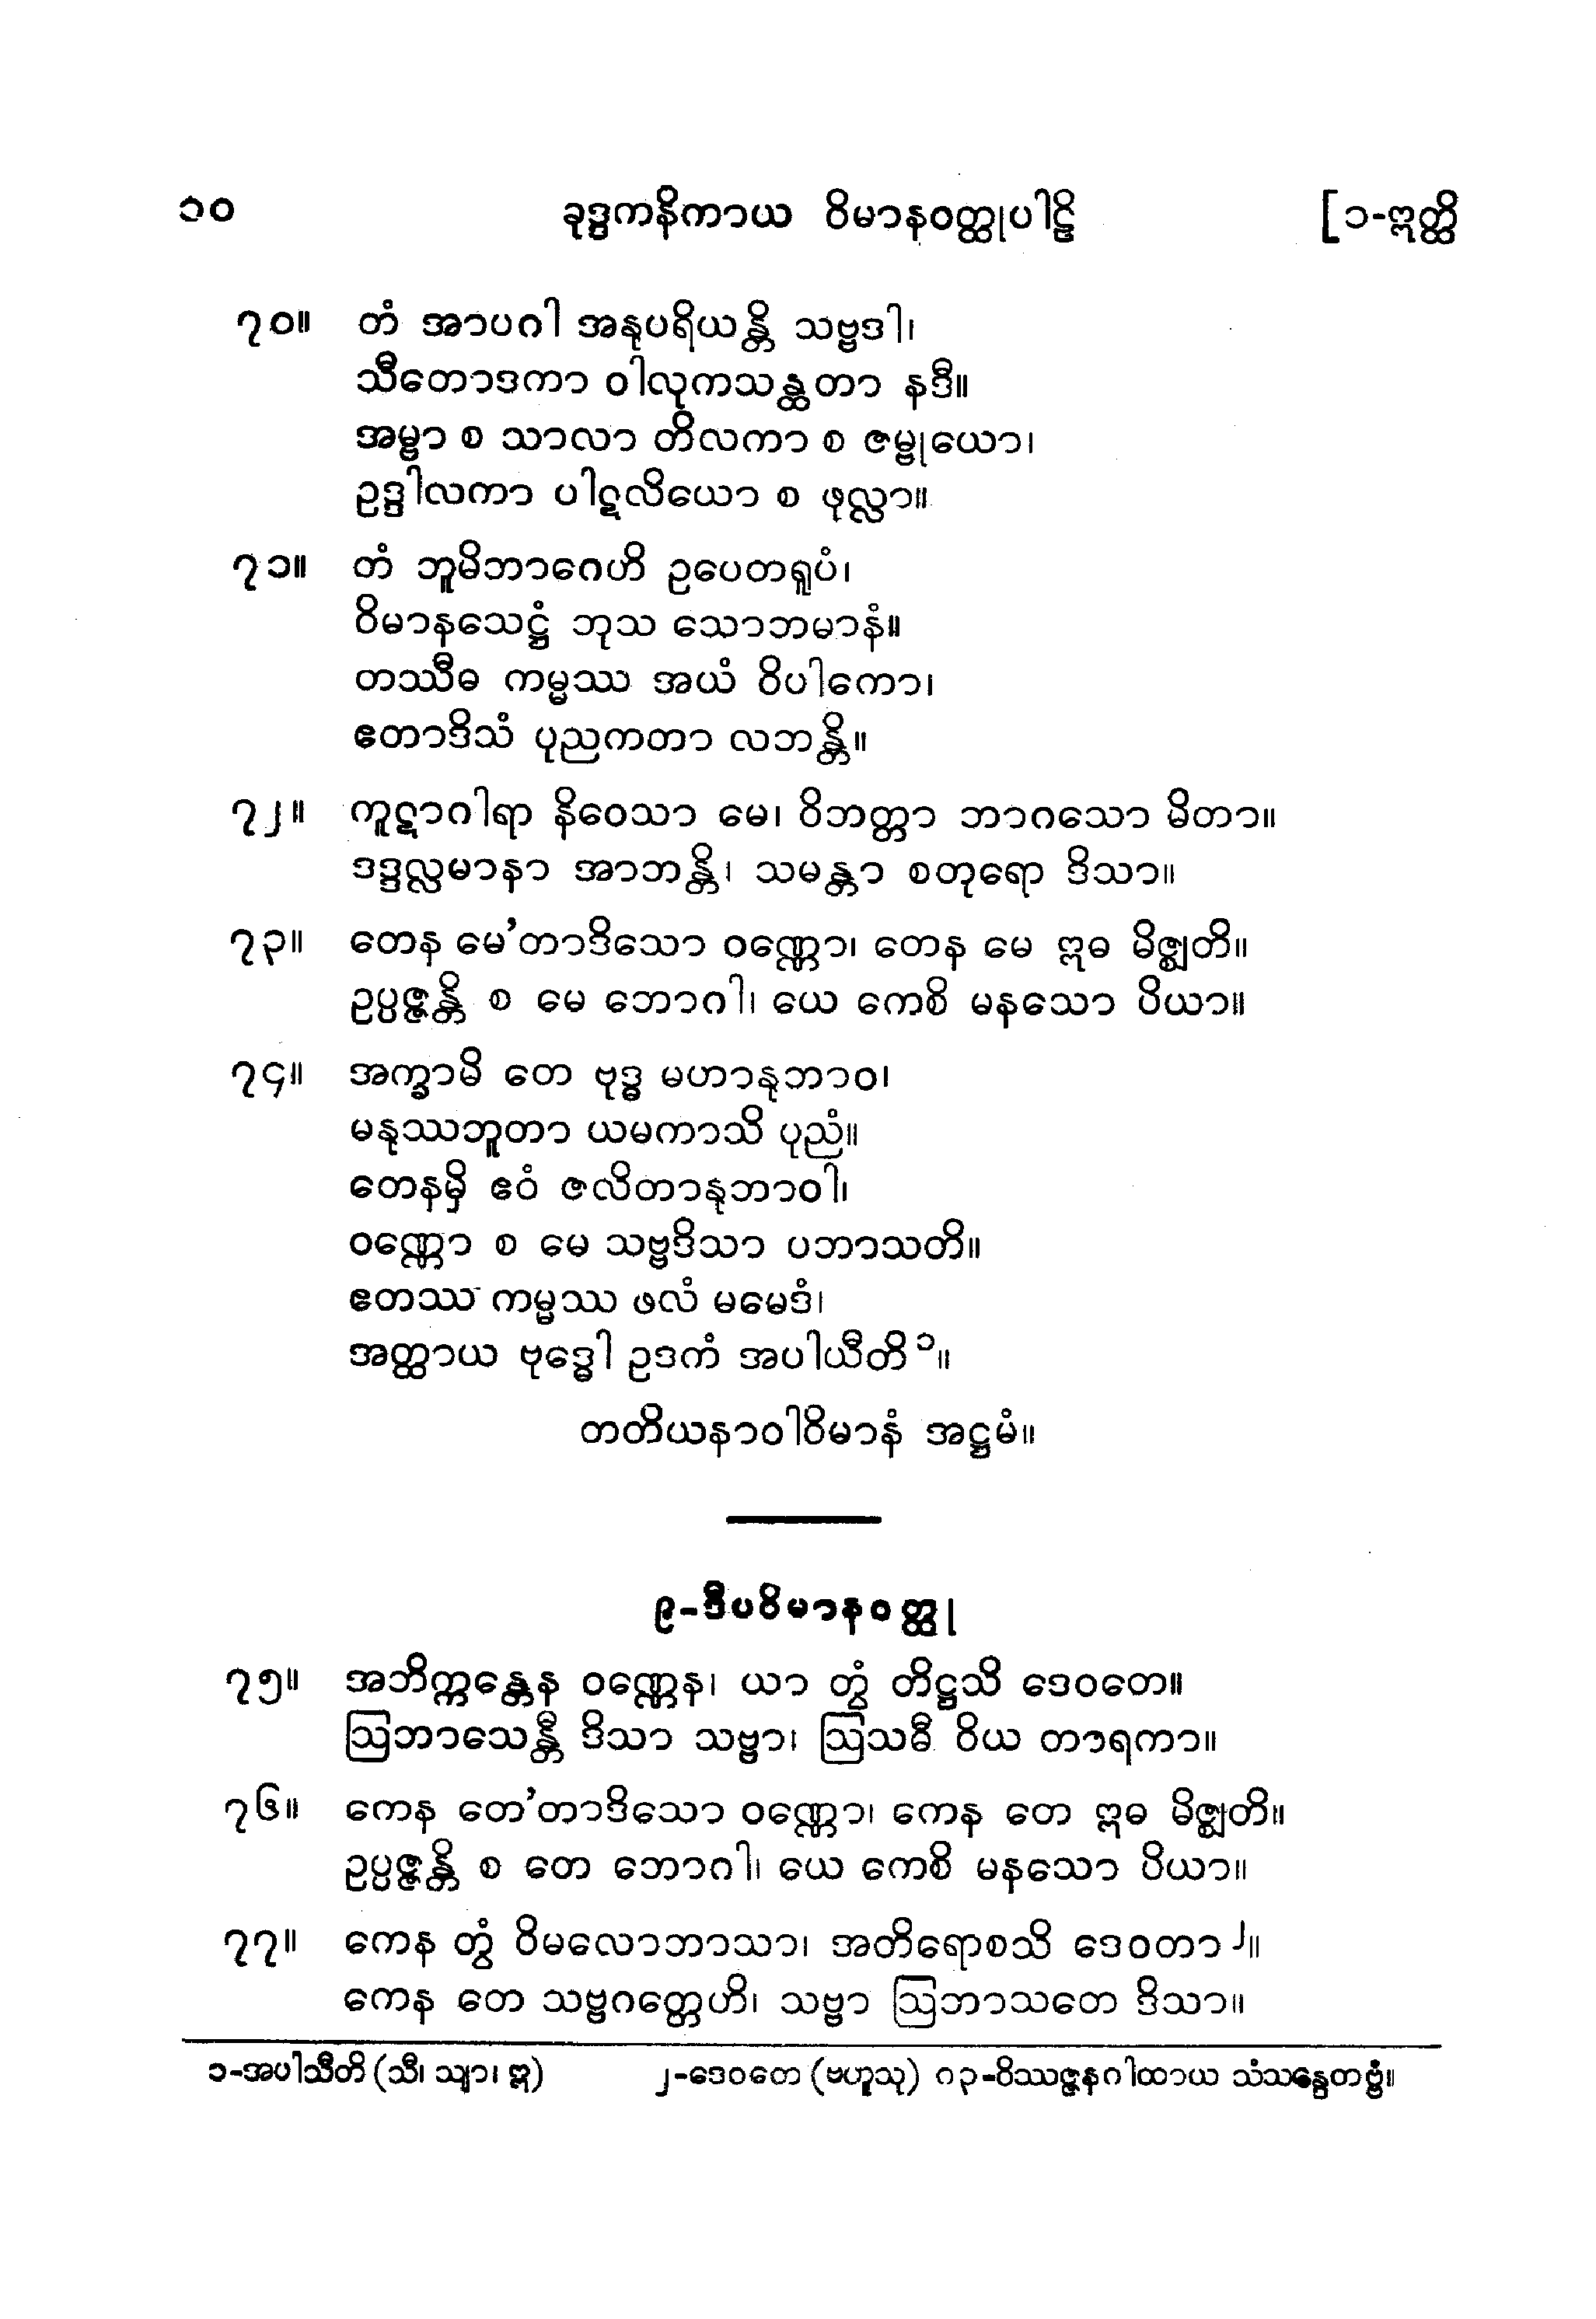 ၁၀ ခုဒ္ဒကနိကာယ ဝိမာနဝတ္ထုပါဠိ [၁-ဣတ္ထိ
၇၀။ တံ အာပဂါ အနုပရိယန္တိ သဗ္ဗဒါ၊
သီတောဒကာ ဝါလုကသန္ထတာ နဒီ။
အမ္ဗာ စ သာလာ တိလကာ စ ဇမ္ဗုယော၊
ဥဒ္ဒါလကာ ပါဋလိယော စ ဖုလ္လာ။
၇၁။ တံ ဘူမိဘာဂေဟိ ဥပေတရူပံ၊
ဝိမာနသေဋ္ဌံ ဘုသ သောဘမာနံ။
တဿီဓ ကမ္မဿ အယံ ဝိပါကော၊
ဧတာဒိသံ ပုညကတာ လဘန္တိ။
၇၂။ ကူဋာဂါရာ နိဝေသာ မေ၊ ဝိဘတ္တာ ဘာဂသော မိတာ။
ဒဒ္ဒလ္လမာနာ အာဘန္တိ၊ သမန္တာ စတုရော ဒိသာ။
၇၃။ တေန မေ'တာဒိသော ဝဏ္ဏော၊ တေန မေ ဣဓ မိဇ္ဈတိ။
ဥပ္ပဇ္ဇန္တိ စ မေ ဘောဂါ၊ ယေ ကေစိ မနသော ပိယာ။
၇၄။ အက္ခာမိ တေ ဗုဒ္ဓ မဟာနုဘာဝ၊
မနုဿဘူတာ ယမကာသိ ပုညံ။
တေနမှိ ဧဝံ ဇလိတာနုဘာဝါ၊
ဝဏ္ဏော စ မေ သဗ္ဗဒိသာ ပဘာသတိ။
ဧတဿ ကမ္မဿ ဖလံ မမေဒံ၊
အတ္ထာယ ဗုဒ္ဓေါ ဥဒကံ အပါယီတိ ၁။
တတိယနာဝါဝိမာနံ အဋ္ဌမံ။
၉-ဒီပဝိမာနဝတ္ထု
၇၅။ အဘိက္ကန္တေန ဝဏ္ဏေန၊ ယာ တွံ တိဋ္ဌသိ ဒေဝတေ။
ဩဘာသေန္တီ ဒိသာ သဗ္ဗာ၊ ဩသဓီ ဝိယ တာရကာ။
၇၆။ ကေန တေ'တာဒိသော ဝဏ္ဏော၊ ကေန တေ ဣဓ မိဇ္ဈတိ။
ဥပ္ပဇ္ဇန္တိ စ တေ ဘောဂါ၊ ယေ ကေစိ မနသော ပိယာ။
၇၇။ ကေန တွံ ဝိမလောဘာသာ၊ အတိရောစသိ ဒေဝတာ ၂။
ကေန တေ သဗ္ဗဂတ္တေဟိ၊ သဗ္ဗာ ဩဘာသတေ ဒိသာ။
၁-အပါသီတိ (သီ၊ သျာ၊ ဣ) ၂-ဒေဝတေ (ဗဟူသု) ၈၃-ဝိဿဇ္ဇနဂါထာယ သံသန္ဒေတဗ္ဗံ။